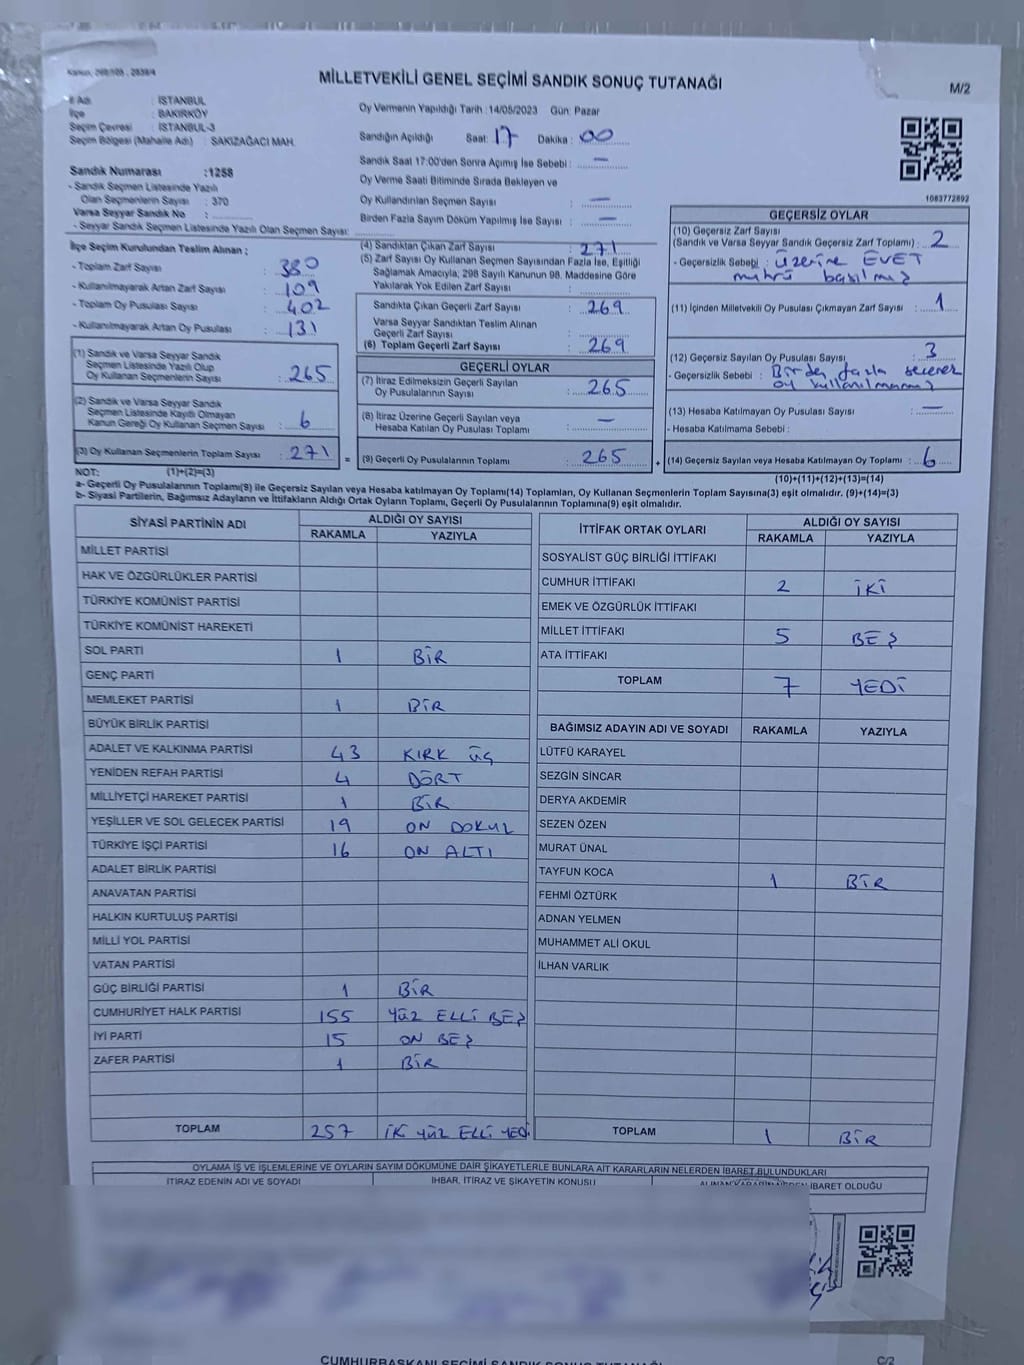 MİLLETVEKİLİ GENEL SEÇİMİ SANDIK SONUÇ TUTANAĞI
M/2
İl Adı : İSTANBUL
İlçe : BAKIRKÖY
Seçim Çevresi : İSTANBUL-3
Seçim Bölgesi (Mahalle Adı) : SAKIZAĞACI MAH.
Sandık Numarası :1258
- Sandık Seçmen Listesinde Yazılı
Olan Seçmenlerin Sayısı : 370
Varsa Seyyar Sandık No :
- Seyyar Sandık Seçmen Listesinde Yazılı Olan Seçmen Sayısı:
Oy Vermenin Yapıldığı Tarih :14/05/2023 Gün: Pazar
Sandığın Açıldığı Saat: 17 Dakika : 00
Sandık Saat 17:00'den Sonra Açımış İse Sebebi : —
Oy Verme Saati Bitiminde Sırada Bekleyen ve
Oy Kullandırılan Seçmen Sayısı : —
Birden Fazla Sayım Döküm Yapılmış İse Sayısı : —
1083772892
İlçe Seçim Kurulundan Teslim Alınan ;
- Toplam Zarf Sayısı : 380
- Kullanılmayarak Artan Zarf Sayısı : 109
- Toplam Oy Pusulası Sayısı : 402
- Kullanılmayarak Artan Oy Pusulası : 131
(1) Sandık ve Varsa Seyyar Sandık
Seçmen Listesinde Yazılı Olup
Oy Kullanan Seçmenlerin Sayısı : 265
(2) Sandık ve Varsa Seyyar Sandık
Seçmen Listesinde Kayıtlı Olmayan
Kanun Gereği Oy Kullanan Seçmen Sayısı : 6
(3) Oy Kullanan Seçmenlerin Toplam Sayısı : 271
(4) Sandıktan Çıkan Zarf Sayısı : 271
(5) Zarf Sayısı Oy Kullanan Seçmen Sayısından Fazla İse, Eşitliği
Sağlamak Amacıyla; 298 Sayılı Kanunun 98. Maddesine Göre
Yakılarak Yok Edilen Zarf Sayısı :
Sandıkta Çıkan Geçerli Zarf Sayısı : 269
Varsa Seyyar Sandıktan Teslim Alınan
Geçerli Zarf Sayısı :
(6) Toplam Geçerli Zarf Sayısı : 269
GEÇERLİ OYLAR
(7) İtiraz Edilmeksizin Geçerli Sayılan
Oy Pusulalarının Sayısı : 265
(8) İtiraz Üzerine Geçerli Sayılan veya
Hesaba Katılan Oy Pusulası Toplamı : —
= (9) Geçerli Oy Pusulalarının Toplamı : 265 +
GEÇERSİZ OYLAR
(10) Geçersiz Zarf Sayısı
(Sandık ve Varsa Seyyar Sandık Geçersiz Zarf Toplamı) : 2
- Geçersizlik Sebebi : Üzerine EVET
mührü basılmış
(11) İçinden Milletvekili Oy Pusulası Çıkmayan Zarf Sayısı : 1
(12) Geçersiz Sayılan Oy Pusulası Sayısı : 3
- Geçersizlik Sebebi : Birden fazla seçenek
oy kullanılmamış
(13) Hesaba Katılmayan Oy Pusulası Sayısı : —
- Hesaba Katılmama Sebebi :
(14) Geçersiz Sayılan veya Hesaba Katılmayan Oy Toplamı : 6
NOT: (1)+(2)=(3)
(10)+(11)+(12)+(13)=(14)
a- Geçerli Oy Pusulalarının Toplamı(9) ile Geçersiz Sayılan veya Hesaba katılmayan Oy Toplamı(14) Toplamları, Oy Kullanan Seçmenlerin Toplam Sayısına(3) eşit olmalıdır. (9)+(14)=(3)
b- Siyasi Partilerin, Bağımsız Adayların ve İttifakların Aldığı Ortak Oyların Toplamı, Geçerli Oy Pusulalarının Toplamına(9) eşit olmalıdır.
SİYASİ PARTİNİN ADI ALDIĞI OY SAYISI
RAKAMLA YAZIYLA
MİLLET PARTİSİ
HAK VE ÖZGÜRLÜKLER PARTİSİ
TÜRKİYE KOMÜNİST PARTİSİ
TÜRKİYE KOMÜNİST HAREKETİ
SOL PARTİ 1 BİR
GENÇ PARTİ
MEMLEKET PARTİSİ 1 BİR
BÜYÜK BİRLİK PARTİSİ
ADALET VE KALKINMA PARTİSİ 43 KIRK ÜÇ
YENİDEN REFAH PARTİSİ 4 DÖRT
MİLLİYETÇİ HAREKET PARTİSİ 1 BİR
YEŞİLLER VE SOL GELECEK PARTİSİ 19 ON DOKUZ
TÜRKİYE İŞÇİ PARTİSİ 16 ON ALTI
ADALET BİRLİK PARTİSİ
ANAVATAN PARTİSİ
HALKIN KURTULUŞ PARTİSİ
MİLLİ YOL PARTİSİ
VATAN PARTİSİ
GÜÇ BİRLİĞİ PARTİSİ 1 BİR
CUMHURİYET HALK PARTİSİ 155 YÜZ ELLİ BEŞ
İYİ PARTİ 15 ON BEŞ
ZAFER PARTİSİ 1 BİR
TOPLAM 257 İKİ YÜZ ELLİ YEDİ
İTTİFAK ORTAK OYLARI ALDIĞI OY SAYISI
RAKAMLA YAZIYLA
SOSYALİST GÜÇ BİRLİĞİ İTTİFAKI
CUMHUR İTTİFAKI 2 İKİ
EMEK VE ÖZGÜRLÜK İTTİFAKI
MİLLET İTTİFAKI 5 BEŞ
ATA İTTİFAKI
TOPLAM 7 YEDİ
BAĞIMSIZ ADAYIN ADI VE SOYADI RAKAMLA YAZIYLA
LÜTFÜ KARAYEL
SEZGİN SİNCAR
DERYA AKDEMİR
SEZEN ÖZEN
MURAT ÜNAL
TAYFUN KOCA 1 BİR
FEHMİ ÖZTÜRK
ADNAN YELMEN
MUHAMMET ALİ OKUL
İLHAN VARLIK
TOPLAM 1 BİR
OYLAMA İŞ VE İŞLEMLERİNE VE OYLARIN SAYIM DÖKÜMÜNE DAİR ŞİKAYETLERLE BUNLARA AİT KARARLARIN NELERDEN İBARET BULUNDUKLARI
İTİRAZ EDENİN ADI VE SOYADI İHBAR, İTİRAZ VE ŞİKAYETİN KONUSU İBARET OLDUĞU
CUMHURBAŞKANI SEÇİMİ SANDIK SONUÇ TUTANAĞI
C/2